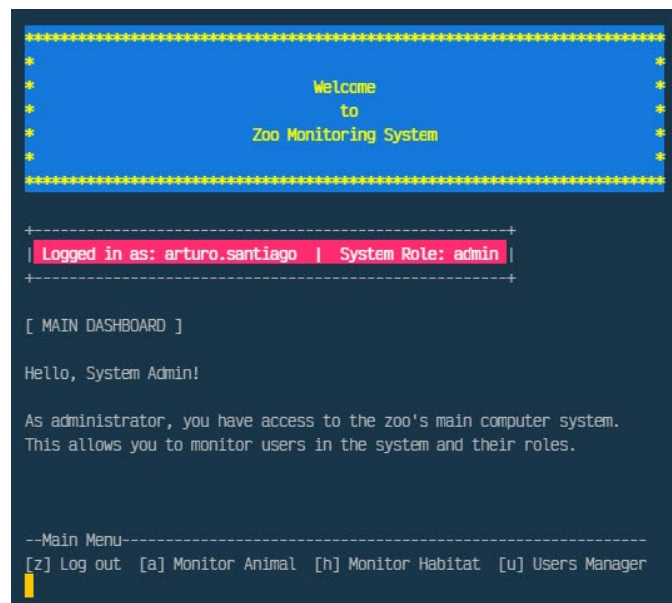 *************************************************************************
* *
* Welcome *
* to *
* Zoo Monitoring System *
* *
*************************************************************************
+------------------------------------------------------+
| Logged in as: arturo.santiago | System Role: admin |
+------------------------------------------------------+
[ MAIN DASHBOARD ]
Hello, System Admin!
As administrator, you have access to the zoo's main computer system.
This allows you to monitor users in the system and their roles.
--Main Menu------------------------------------------------------------
[z] Log out [a] Monitor Animal [h] Monitor Habitat [u] Users Manager